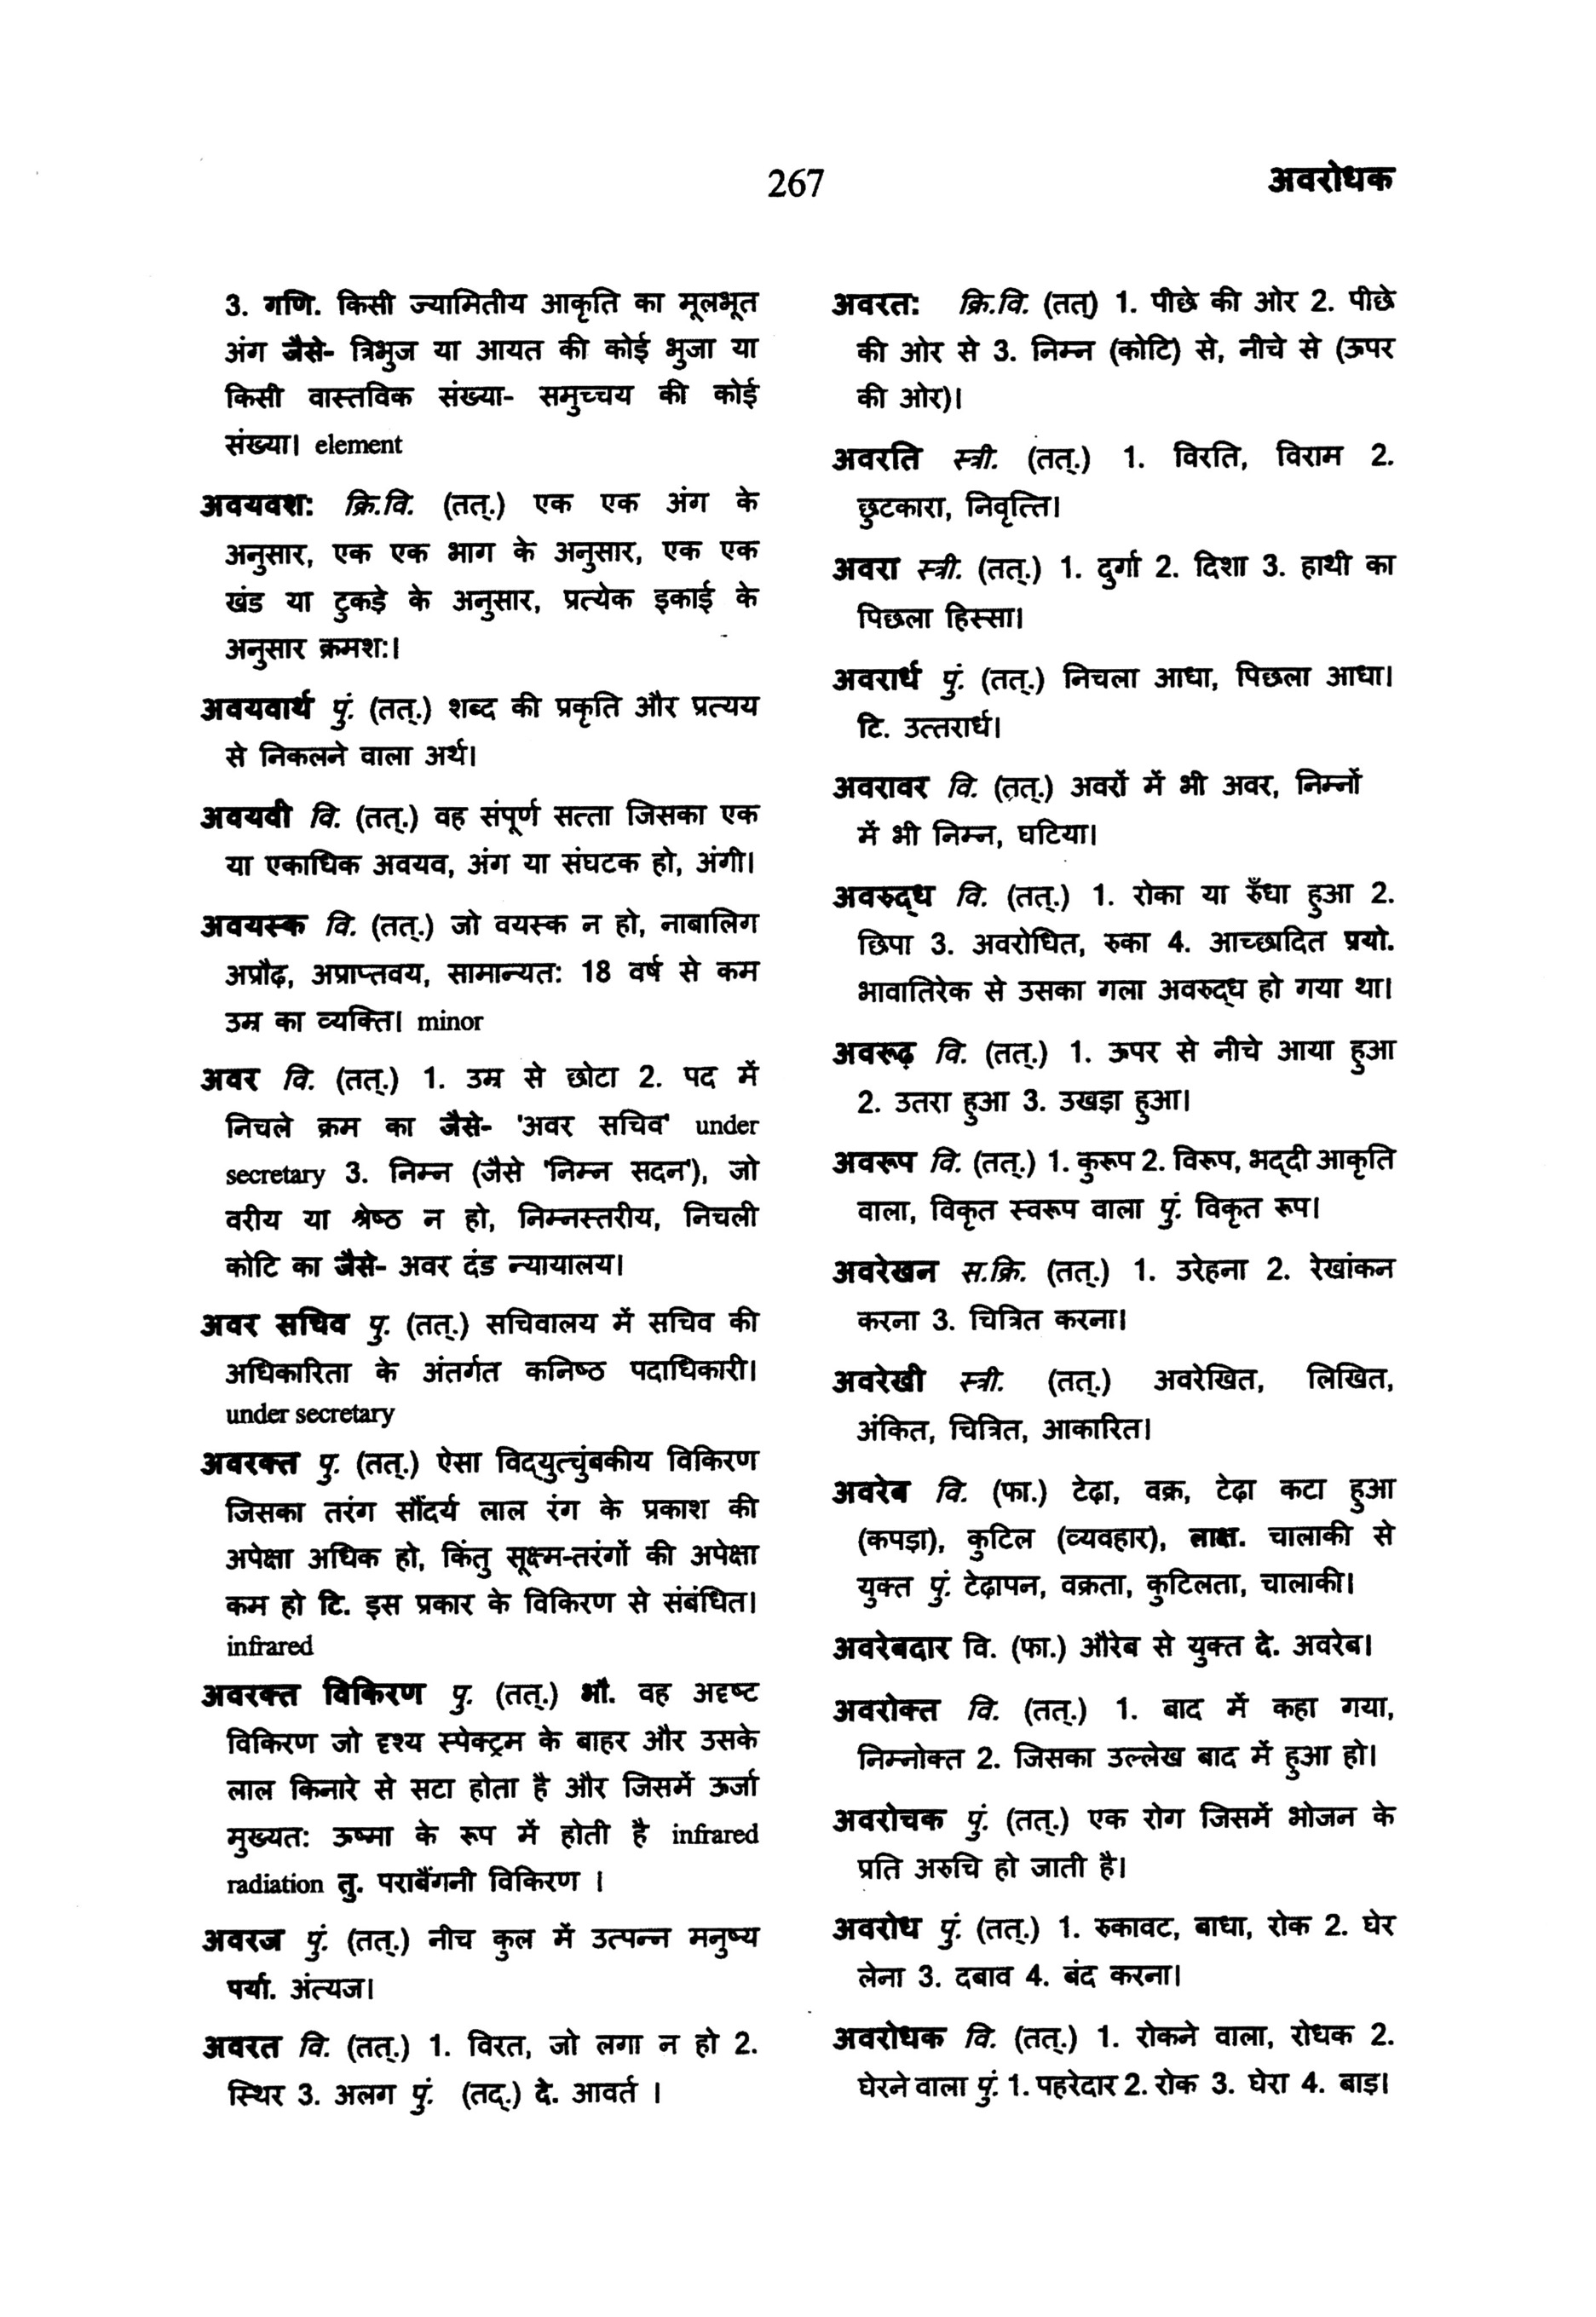 267
अवरोधक
3. गणि. किसी ज्यामितीय आकृति का मूलभूत
अंग जैसे- त्रिभुज या आयत की कोई भुजा या
किसी वास्तविक संख्या- समुच्चय की कोई
संख्या। element
अवयवश: क्रि.वि. (तत्.) एक एक अंग के
अनुसार, एक एक भाग के अनुसार, एक एक
खंड या टुकड़े के अनुसार, प्रत्येक इकाई के
अनुसार क्रमश:।
अवयवार्थ पुं. (तत्.) शब्द की प्रकृति और प्रत्यय
से निकलने वाला अर्थ।
अवयवी वि. (तत्.) वह संपूर्ण सत्ता जिसका एक
या एकाधिक अवयव, अंग या संघटक हो, अंगी।
अवयस्क वि. (तत्.) जो वयस्क न हो, नाबालिग
अप्रौढ़, अप्राप्तवय, सामान्यत: 18 वर्ष से कम
उम्र का व्यक्ति। minor
अवर वि. (तत्.) 1. उम्र से छोटा 2. पद में
निचले क्रम का जैसे- 'अवर सचिव' under
secretary 3. निम्न (जैसे 'निम्न सदन'), जो
वरीय या श्रेष्ठ न हो, निम्नस्तरीय, निचली
कोटि का जैसे- अवर दंड न्यायालय।
अवर सचिव पु. (तत्.) सचिवालय में सचिव की
अधिकारिता के अंतर्गत कनिष्ठ पदाधिकारी।
under secretary
अवरक्त पु. (तत्.) ऐसा विद्युत्चुंबकीय विकिरण
जिसका तरंग सौंदर्य लाल रंग के प्रकाश की
अपेक्षा अधिक हो, किंतु सूक्ष्म-तरंगों की अपेक्षा
कम हो टि. इस प्रकार के विकिरण से संबंधित।
infrared
अवरक्त विकिरण पु. (तत्.) भौ. वह अदृष्ट
विकिरण जो दृश्य स्पेक्ट्रम के बाहर और उसके
लाल किनारे से सटा होता है और जिसमें ऊर्जा
मुख्यत: ऊष्मा के रूप में होती है infrared
radiation तु. पराबैंगनी विकिरण ।
अवरज पुं. (तत्.) नीच कुल में उत्पन्न मनुष्य
पर्या. अंत्यज।
अवरत वि. (तत्.) 1. विरत, जो लगा न हो 2.
स्थिर 3. अलग पुं. (तद्.) दे. आवर्त ।
अवरत: क्रि.वि. (तत्) 1. पीछे की ओर 2. पीछे
की ओर से 3. निम्न (कोटि) से, नीचे से (ऊपर
की ओर)।
अवरति स्त्री. (तत्.) 1. विरति, विराम 2.
छुटकारा, निवृत्ति।
अवरा स्त्री. (तत्.) 1. दुर्गा 2. दिशा 3. हाथी का
पिछला हिस्सा।
अवरार्ध पुं. (तत्.) निचला आधा, पिछला आधा।
टि. उत्तरार्ध।
अवरावर वि. (तत्.) अवरों में भी अवर, निम्नों
में भी निम्न, घटिया।
अवरुद्ध वि. (तत्.) 1. रोका या रुँधा हुआ 2.
छिपा 3. अवरोधित, रुका 4. आच्छादित प्रयो.
भावातिरेक से उसका गला अवरुद्ध हो गया था।
अवरूढ़ वि. (तत्.) 1. ऊपर से नीचे आया हुआ
2. उतरा हुआ 3. उखड़ा हुआ।
अवरूप वि. (तत्.) 1. कुरूप 2. विरूप, भद्दी आकृति
वाला, विकृत स्वरूप वाला पुं. विकृत रूप।
अवरेखन स.क्रि. (तत्.) 1. उरेहना 2. रेखांकन
करना 3. चित्रित करना।
अवरेखी स्त्री. (तत्.) अवरेखित, लिखित,
अंकित, चित्रित, आकारित।
अवरेब वि. (फा.) टेढ़ा, वक्र, टेढ़ा कटा हुआ
(कपड़ा), कुटिल (व्यवहार), लाक्ष. चालाकी से
युक्त पुं. टेढ़ापन, वक्रता, कुटिलता, चालाकी।
अवरेबदार वि. (फा.) औरेब से युक्त दे. अवरेब।
अवरोक्त वि. (तत्.) 1. बाद में कहा गया,
निम्नोक्त 2. जिसका उल्लेख बाद में हुआ हो।
अवरोचक पुं. (तत्.) एक रोग जिसमें भोजन के
प्रति अरुचि हो जाती है।
अवरोध पुं. (तत्.) 1. रुकावट, बाधा, रोक 2. घेर
लेना 3. दबाव 4. बंद करना।
अवरोधक वि. (तत्.) 1. रोकने वाला, रोधक 2.
घेरने वाला पुं. 1. पहरेदार 2. रोक 3. घेरा 4. बाड़।